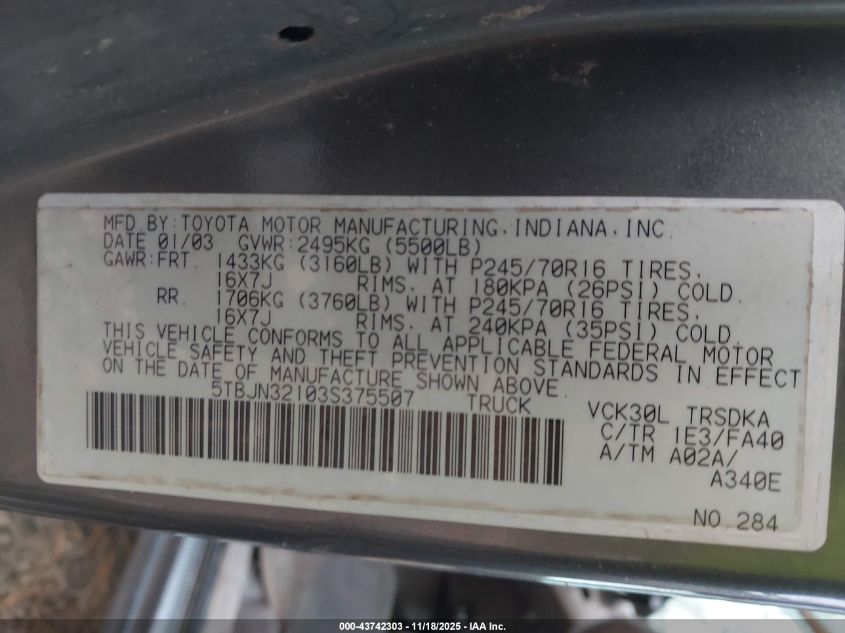 MFD BY:TOYOTA MOTOR MANUFACTURING,INDIANA,INC.
DATE 01/03 GVWR:2495KG (5500LB)
GAWR:FRT. 1433KG (3160LB) WITH P245/70R16 TIRES.
16X7J RIMS. AT 180KPA (26PSI) COLD.
RR. 1706KG (3760LB) WITH P245/70R16 TIRES.
16X7J RIMS. AT 240KPA (35PSI) COLD.
THIS VEHICLE CONFORMS TO ALL APPLICABLE FEDERAL MOTOR
VEHICLE SAFETY AND THEFT PREVENTION STANDARDS IN EFFECT
ON THE DATE OF MANUFACTURE SHOWN ABOVE.
5TBJN32103S375507 TRUCK
VCK30L TRSDKA
C/TR 1E3/FA40
A/TM A02A/
A340E
NO.284
000-43742303 11/18/2025 IAA Inc.